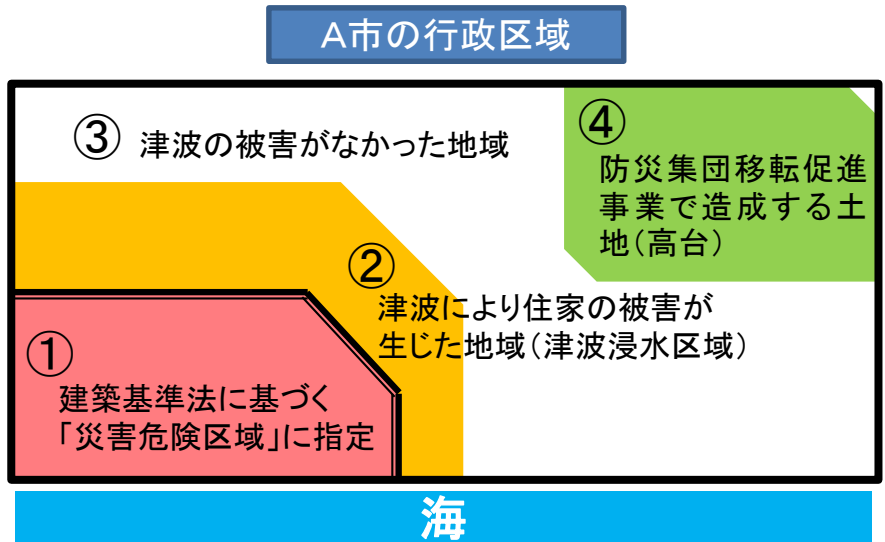 A市の行政区域
③ 津波の被害がなかった地域
④
防災集団移転促進
事業で造成する土
地(高台)
②
津波により住家の被害が
生じた地域(津波浸水区域)
①
建築基準法に基づく
「災害危険区域」に指定
海